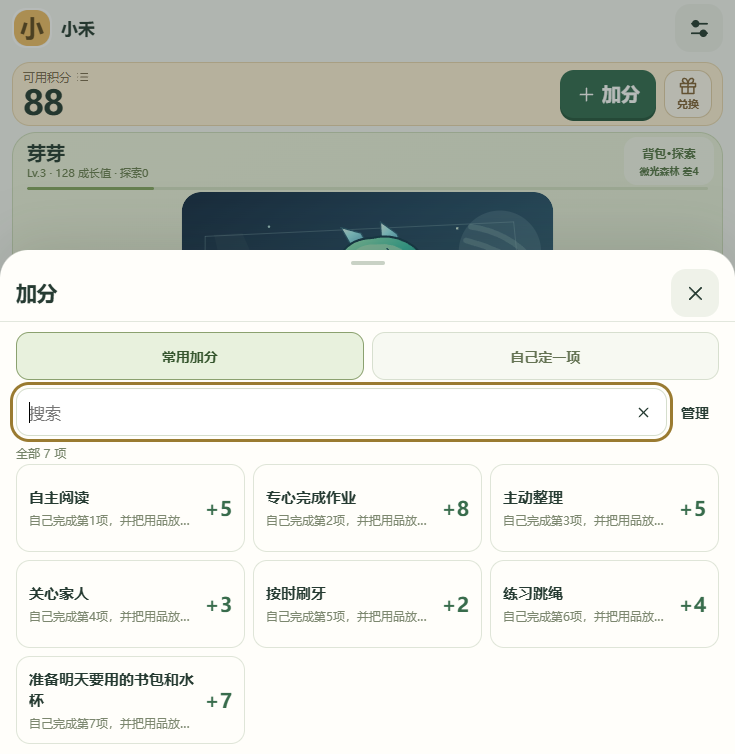 小 小禾
可用积分
88
+ 加分
兑换
芽芽
Lv.3 · 128 成长值 · 探索0
背包•探索
微光森林 差4
加分
常用加分 自己定一项
搜索
管理
全部 7 项
自主阅读
自己完成第1项，并把用品放...
+5
专心完成作业
自己完成第2项，并把用品放...
+8
主动整理
自己完成第3项，并把用品放...
+5
关心家人
自己完成第4项，并把用品放...
+3
按时刷牙
自己完成第5项，并把用品放...
+2
练习跳绳
自己完成第6项，并把用品放...
+4
准备明天要用的书包和水
杯
自己完成第7项，并把用品放...
+7